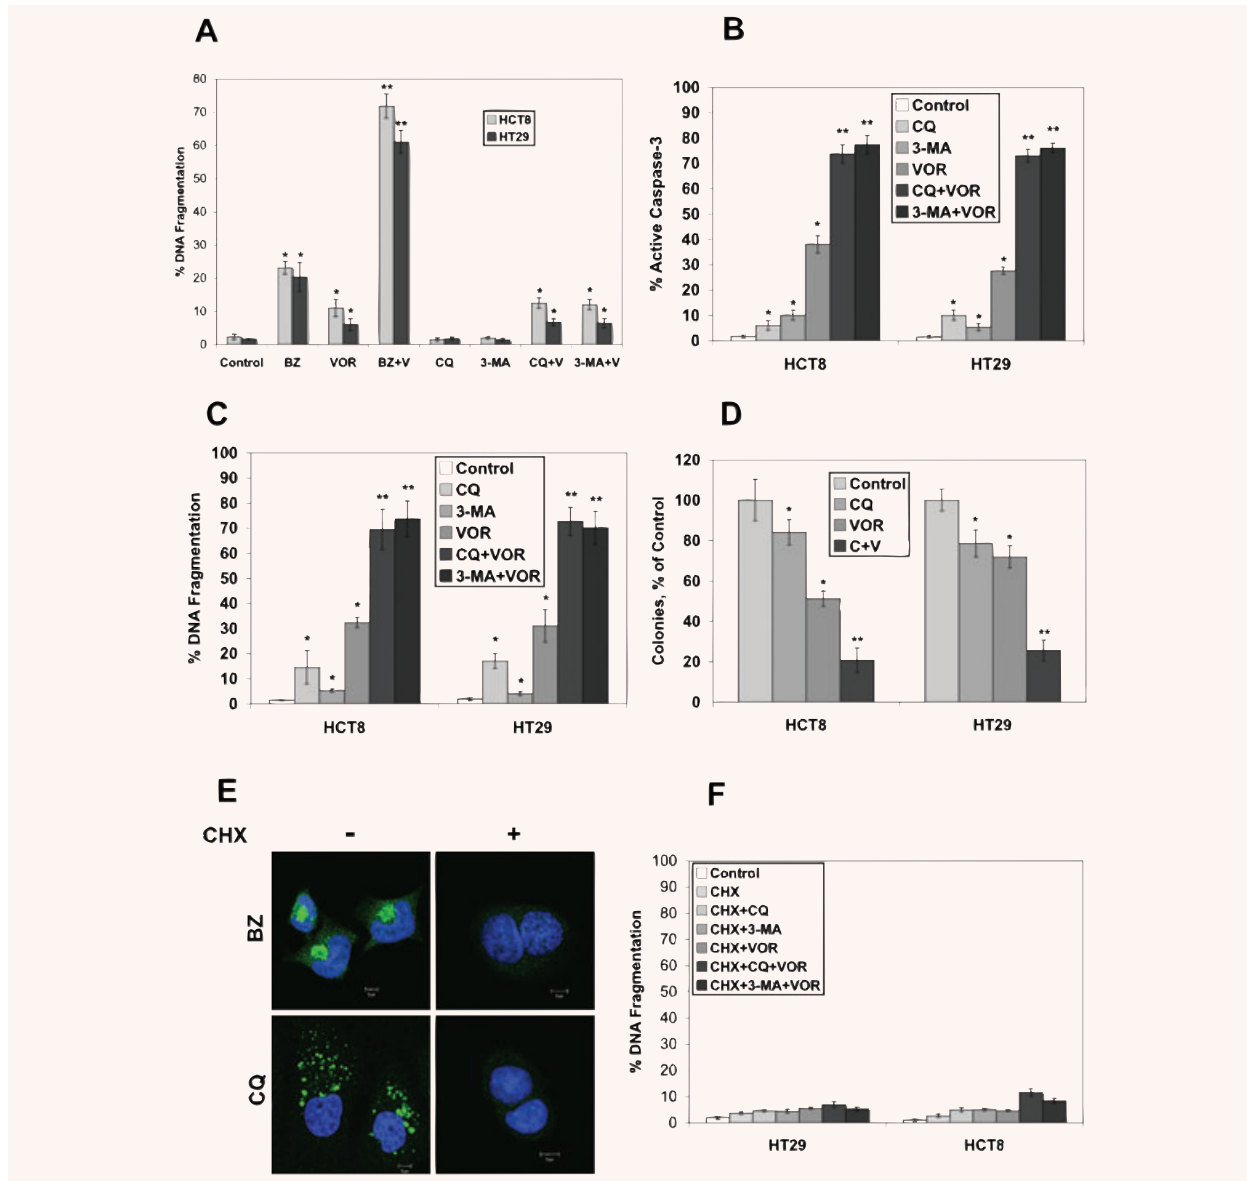 A
80
70
60
50
40
30
20
10
0
% DNA Fragmentation
HCT8
HT29
**
**
* *
* *
* *
* *
Control BZ VOR BZ+V CQ 3-MA CQ+V 3-MA+V
B
100
90
80
70
60
50
40
30
20
10
0
% Active Caspase-3
Control
CQ
3-MA
VOR
CQ+VOR
3-MA+VOR
* * * ** **
* * * ** **
HCT8 HT29
C
100
90
80
70
60
50
40
30
20
10
0
% DNA Fragmentation
Control
CQ
3-MA
VOR
CQ+VOR
3-MA+VOR
* * * ** **
* * * ** **
HCT8 HT29
D
120
100
80
60
40
20
0
Colonies, % of Control
Control
CQ
VOR
C+V
* * **
* * **
HCT8 HT29
E
CHX - +
BZ
CQ
F
100
90
80
70
60
50
40
30
20
10
0
% DNA Fragmentation
Control
CHX
CHX+CQ
CHX+3-MA
CHX+VOR
CHX+CQ+VOR
CHX+3-MA+VOR
HT29 HCT8